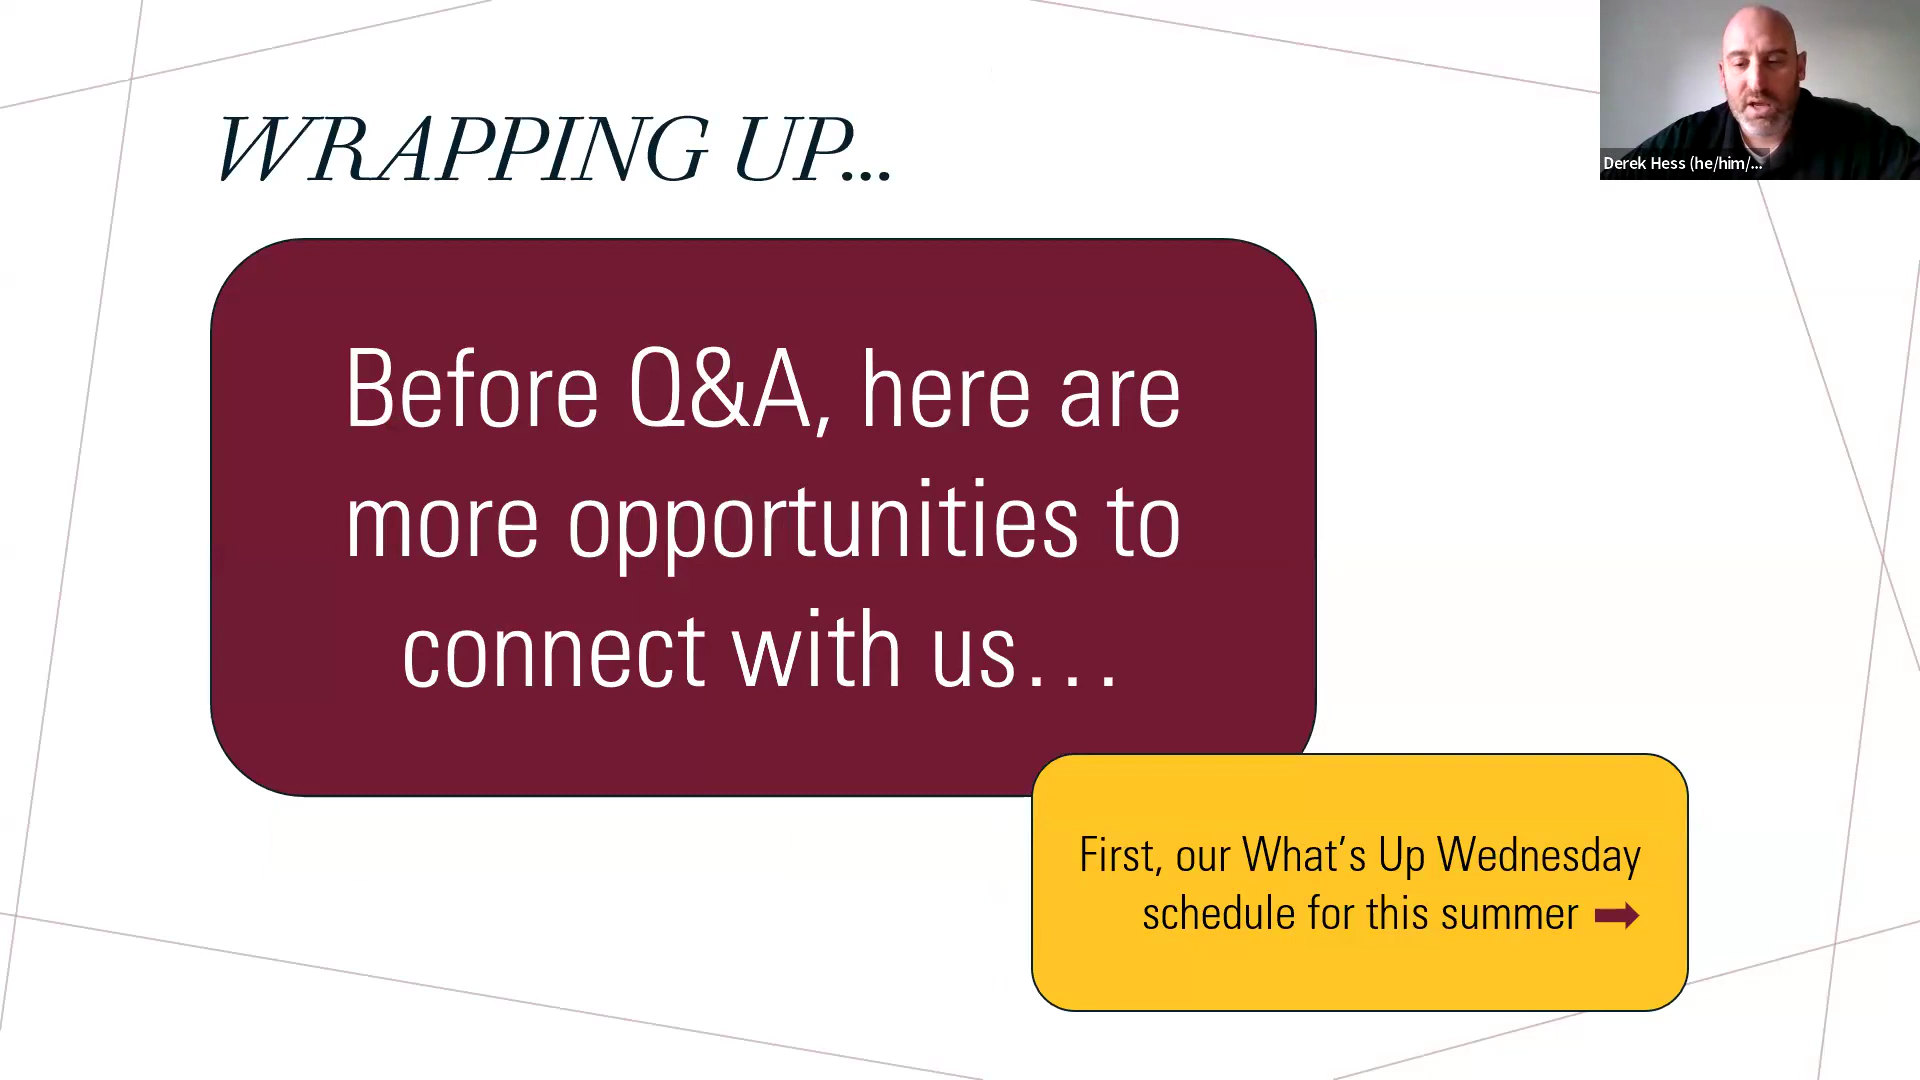 WRAPPING UP...
Before Q&A, here are
more opportunities to
connect with us...
First, our What's Up Wednesday
schedule for this summer
Derek Hess (he/him/...